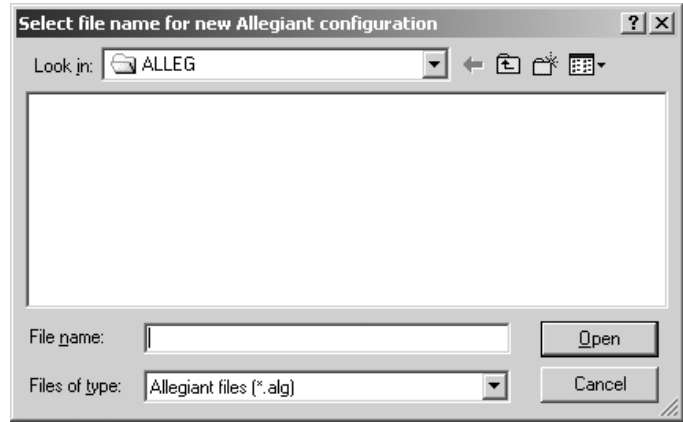 Select file name for new Allegiant configuration ? ×
Look in: ALLEG
File name: Open
Files of type: Allegiant files (*.alg) Cancel